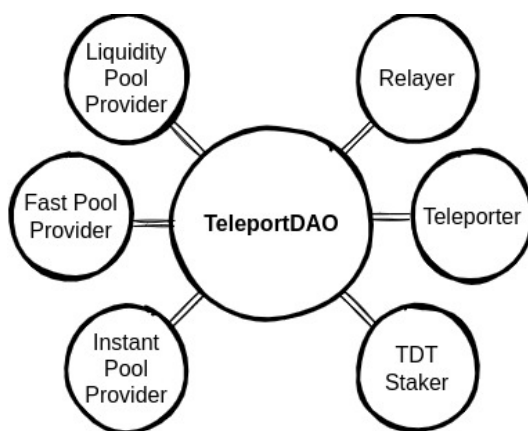 Liquidity
Pool
Provider
Relayer
Fast Pool
Provider
TeleportDAO
Teleporter
Instant
Pool
Provider
TDT
Staker